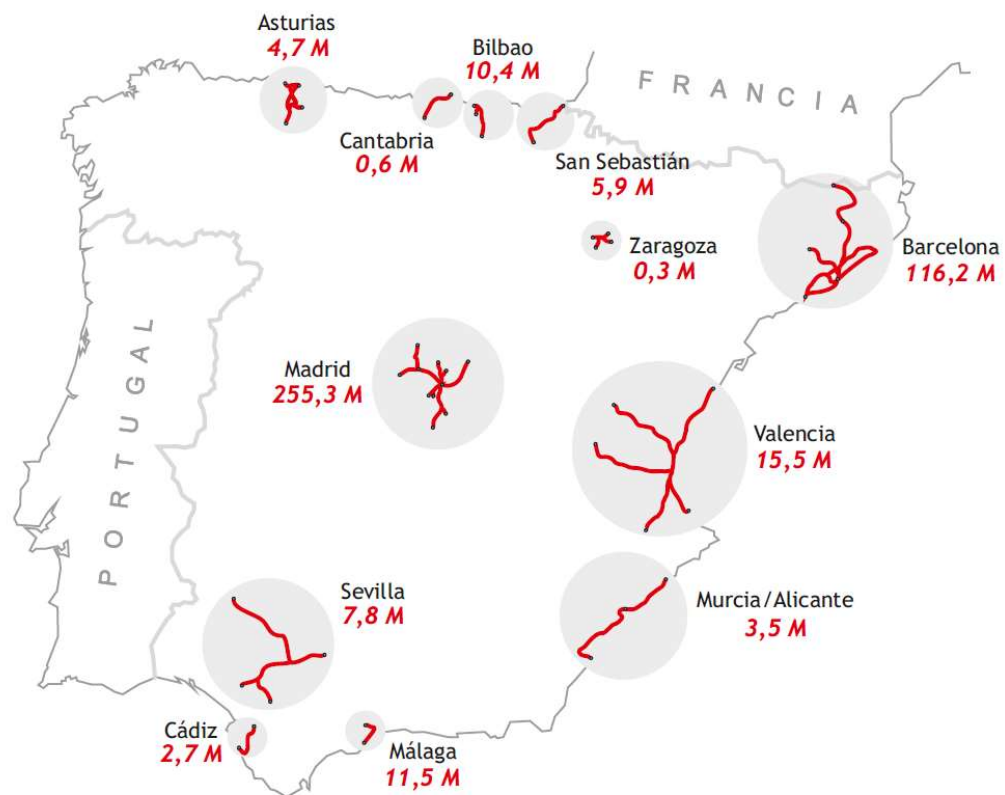 Asturias
4,7 M
Bilbao
10,4 M
FRANCIA
Cantabria
0,6 M
San Sebastián
5,9 M
Zaragoza
0,3 M
Barcelona
116,2 M
PORTUGAL
Madrid
255,3 M
Valencia
15,5 M
Sevilla
7,8 M
Murcia/Alicante
3,5 M
Cádiz
2,7 M
Málaga
11,5 M